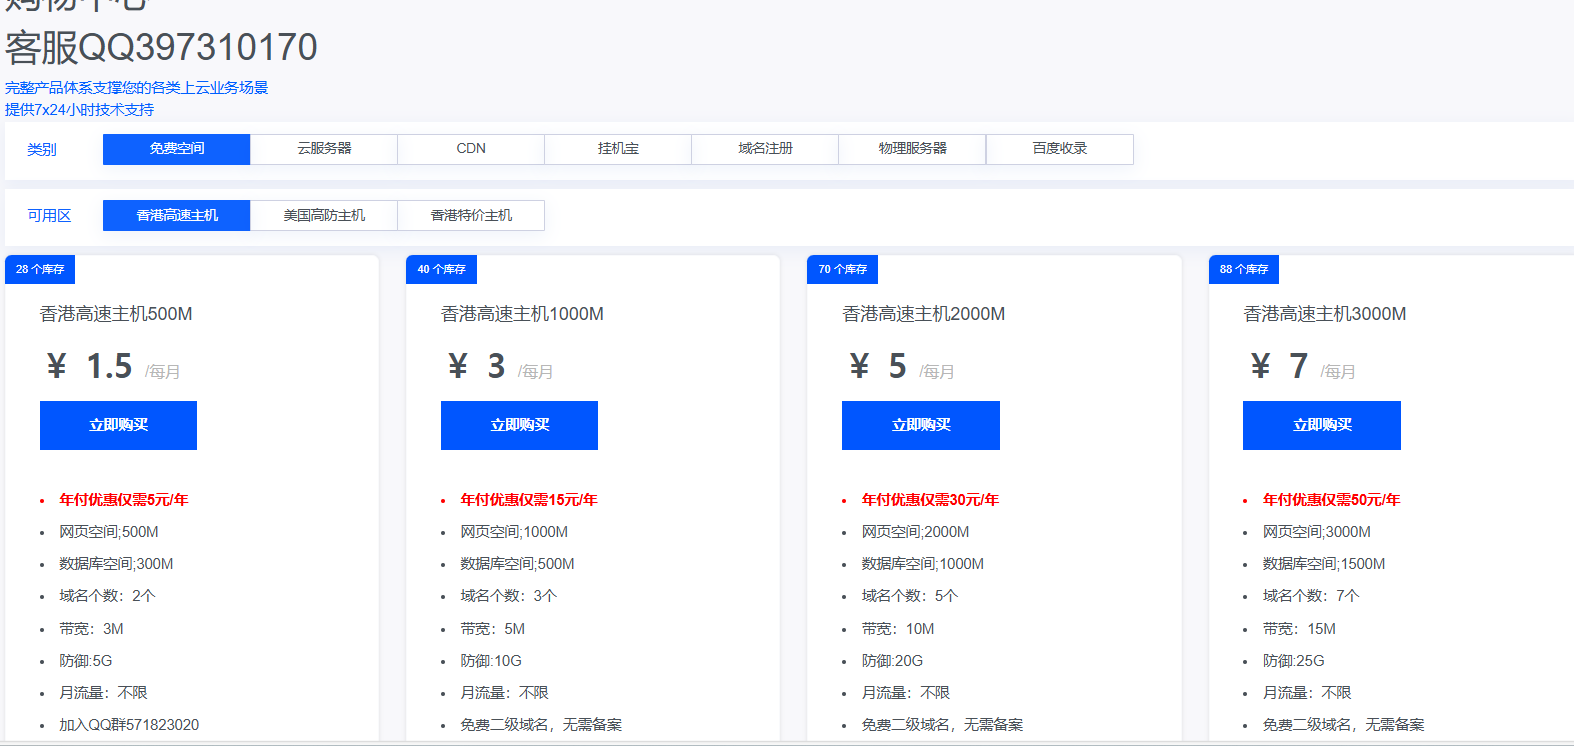 购物中心
客服QQ397310170
完整产品体系支撑您的各类上云业务场景
提供7x24小时技术支持
类别 免费空间 云服务器 CDN 挂机宝 域名注册 物理服务器 百度收录
可用区 香港高速主机 美国高防主机 香港特价主机
28 个库存
香港高速主机500M
¥ 1.5 /每月
立即购买
年付优惠仅需5元/年
网页空间;500M
数据库空间;300M
域名个数：2个
带宽：3M
防御:5G
月流量：不限
加入QQ群571823020
40 个库存
香港高速主机1000M
¥ 3 /每月
立即购买
年付优惠仅需15元/年
网页空间;1000M
数据库空间;500M
域名个数：3个
带宽：5M
防御:10G
月流量：不限
免费二级域名，无需备案
70 个库存
香港高速主机2000M
¥ 5 /每月
立即购买
年付优惠仅需30元/年
网页空间;2000M
数据库空间;1000M
域名个数：5个
带宽：10M
防御:20G
月流量：不限
免费二级域名，无需备案
88 个库存
香港高速主机3000M
¥ 7 /每月
立即购买
年付优惠仅需50元/年
网页空间;3000M
数据库空间;1500M
域名个数：7个
带宽：15M
防御:25G
月流量：不限
免费二级域名，无需备案